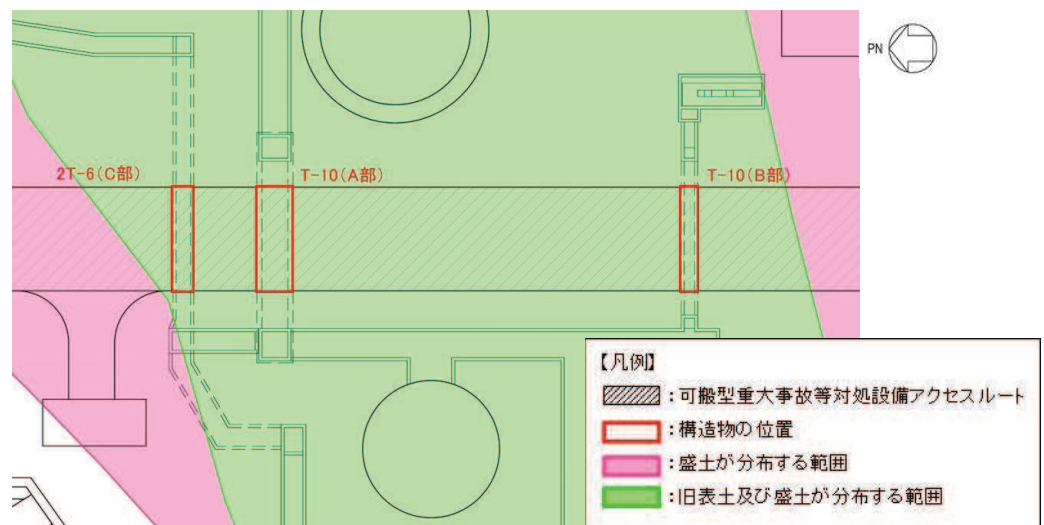 PN
2T-6(C部)
T-10(A部)
T-10(B部)
【凡例】
：可搬型重大事故等対処設備アクセスルート
：構造物の位置
：盛土が分布する範囲
：旧表土及び盛土が分布する範囲